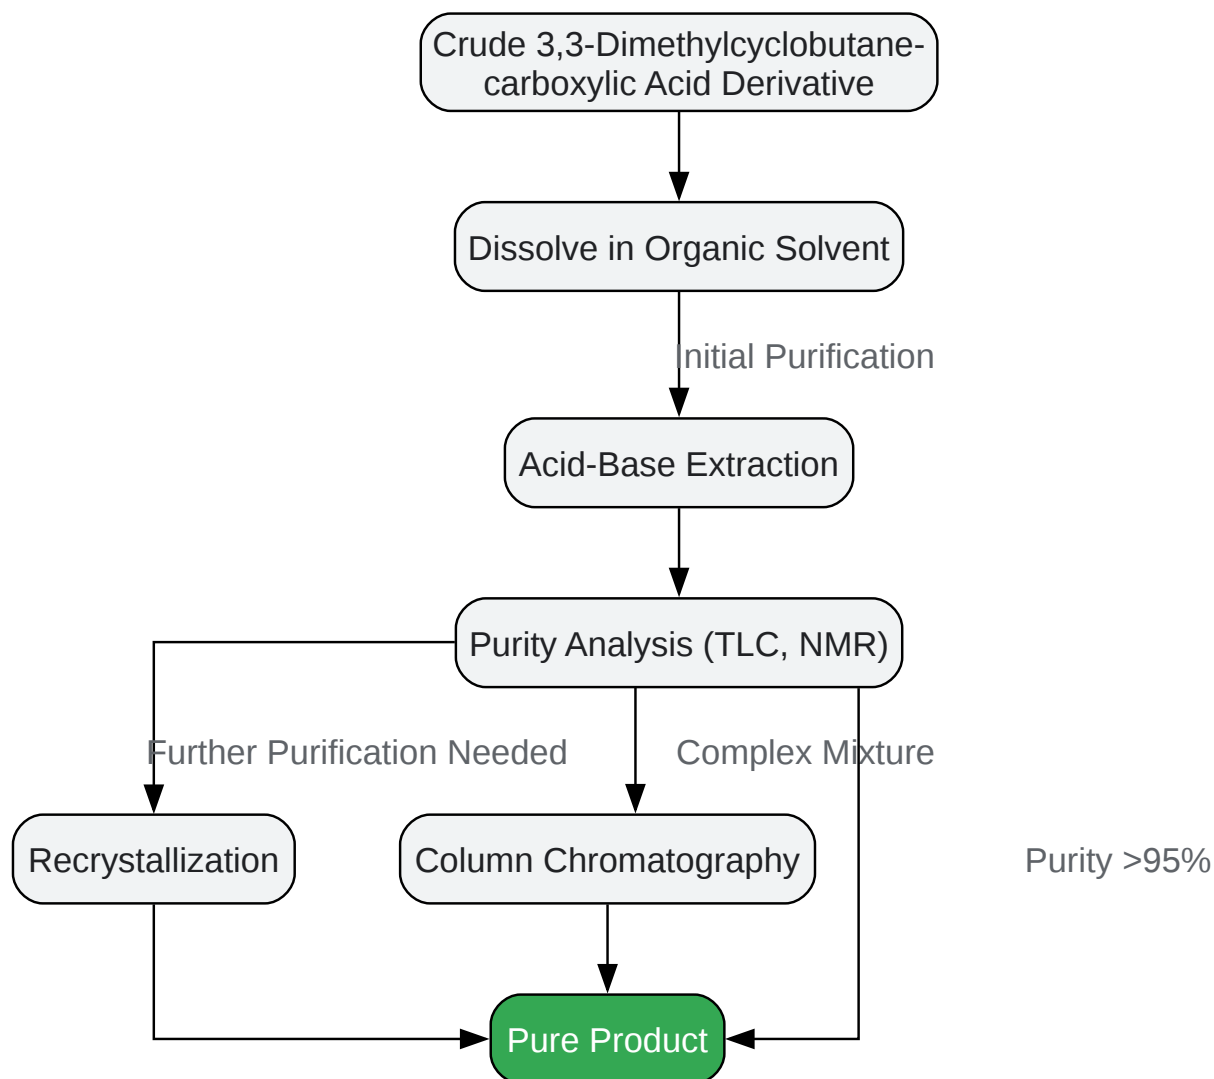 Crude 3,3-Dimethylcyclobutane-
carboxylic Acid Derivative
Dissolve in Organic Solvent
Initial Purification
Acid-Base Extraction
Purity Analysis (TLC, NMR)
Further Purification Needed
Complex Mixture
Recrystallization
Column Chromatography
Purity >95%
Pure Product